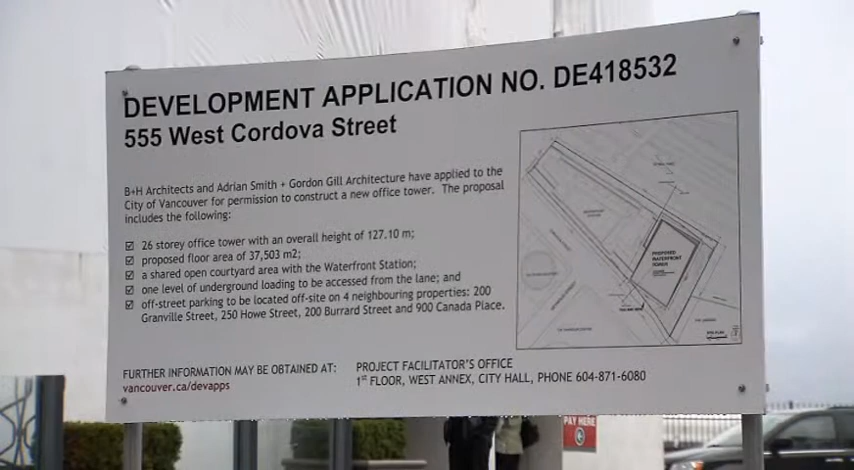 DEVELOPMENT APPLICATION NO. DE418532
555 West Cordova Street
B+H Architects and Adrian Smith + Gordon Gill Architecture have applied to the
City of Vancouver for permission to construct a new office tower. The proposal
includes the following:
26 storey office tower with an overall height of 127.10 m;
proposed floor area of 37,503 m2;
a shared open courtyard area with the Waterfront Station;
one level of underground loading to be accessed from the lane; and
off-street parking to be located off-site on 4 neighbouring properties: 200
Granville Street, 250 Howe Street, 200 Burrard Street and 900 Canada Place.
PROPOSED
WATERFRONT
TOWER
FURTHER INFORMATION MAY BE OBTAINED AT:
vancouver.ca/devapps
PROJECT FACILITATOR'S OFFICE
1ST FLOOR, WEST ANNEX, CITY HALL, PHONE 604-871-6080
PAY HERE